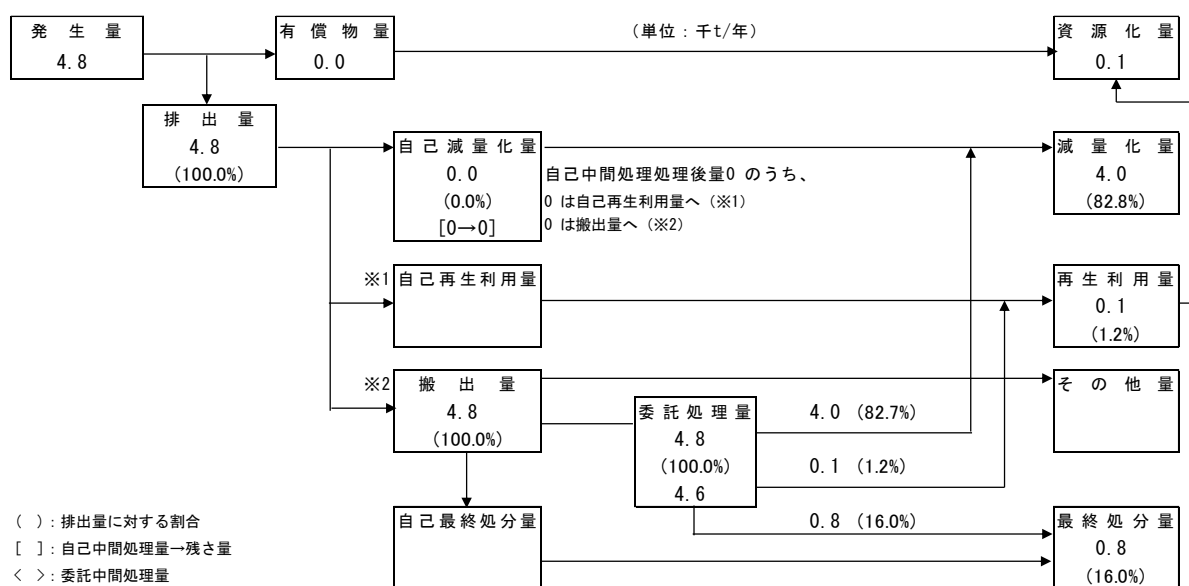 発生量
4.8
有償物量
0.0
(単位：千t/年)
資源化量
0.1
排出量
4.8
(100.0%)
自己減量化量
0.0
(0.0%)
[0→0]
自己中間処理処理後量0 のうち、
0 は自己再生利用量へ（※1）
0 は搬出量へ（※2）
減量化量
4.0
(82.8%)
※1
自己再生利用量
再生利用量
0.1
(1.2%)
※2
搬出量
4.8
(100.0%)
その他量
委託処理量
4.8
(100.0%)
4.6
4.0 (82.7%)
0.1 (1.2%)
0.8 (16.0%)
自己最終処分量
最終処分量
0.8
(16.0%)
( )：排出量に対する割合
[ ]：自己中間処理量→残さ量
< >：委託中間処理量